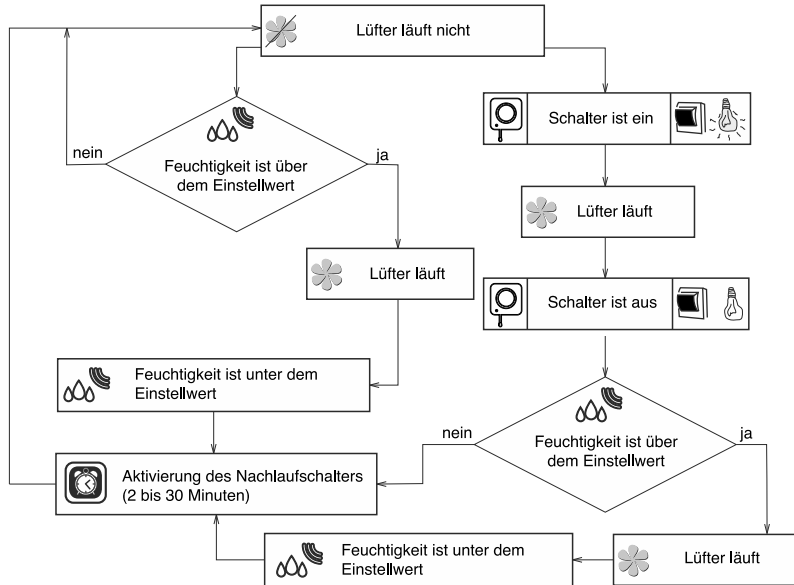 Lüfter läuft nicht
Schalter ist ein
nein
Feuchtigkeit ist über
dem Einstellwert
ja
Lüfter läuft
Lüfter läuft
Schalter ist aus
Feuchtigkeit ist unter dem
Einstellwert
nein
Feuchtigkeit ist über
dem Einstellwert
ja
Aktivierung des Nachlaufschalters
(2 bis 30 Minuten)
Feuchtigkeit ist unter dem
Einstellwert
Lüfter läuft